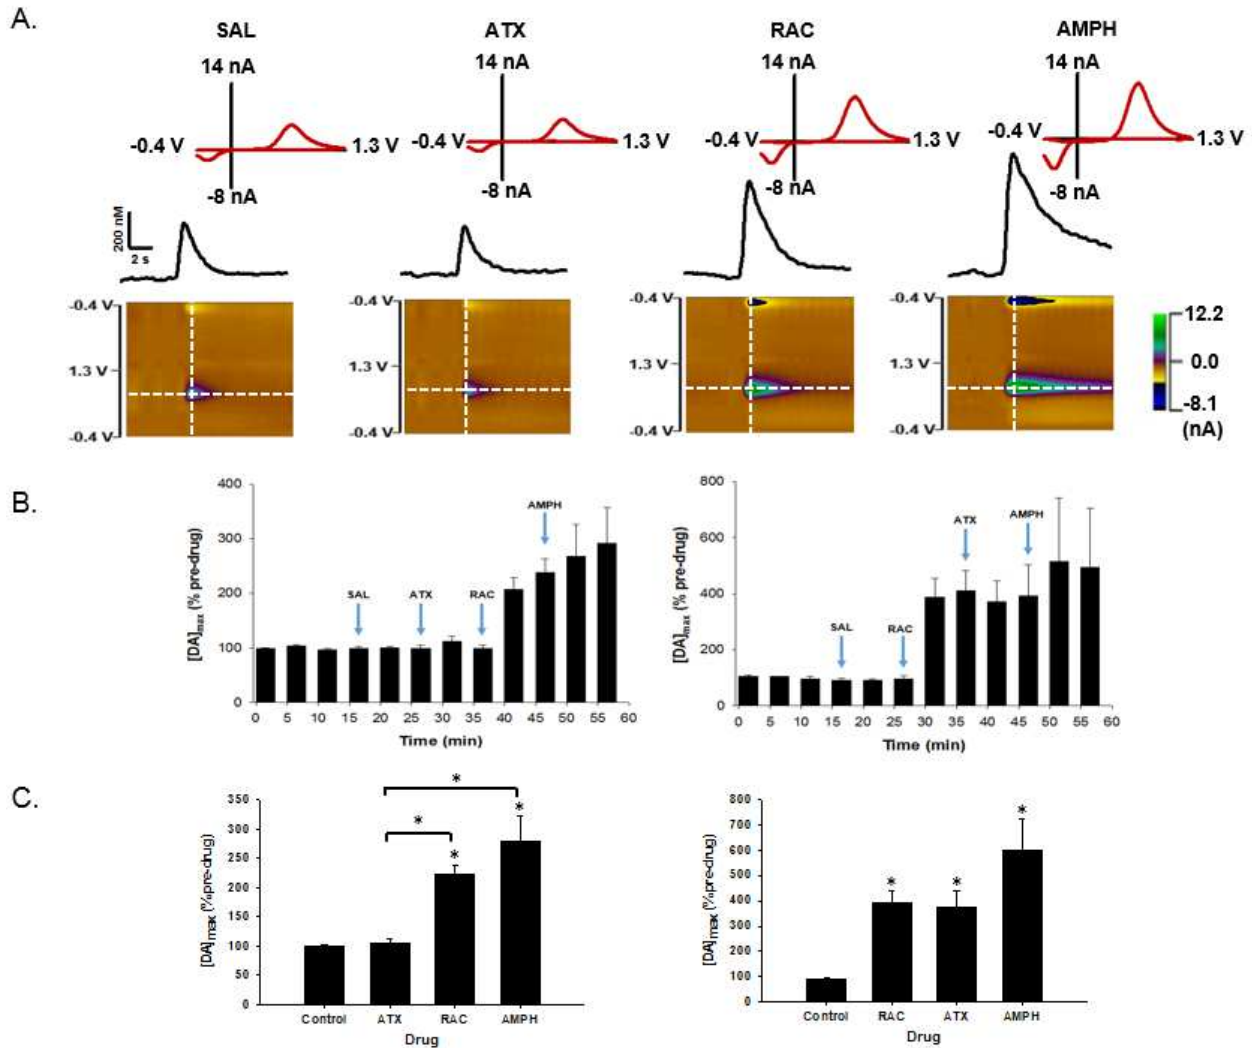 A.
SAL ATX RAC AMPH
14 nA 14 nA 14 nA 14 nA
-0.4 V 1.3 V -0.4 V 1.3 V -0.4 V 1.3 V -0.4 V 1.3 V
-8 nA -8 nA -8 nA -8 nA
200 nM
2 s
-0.4 V -0.4 V -0.4 V -0.4 V 12.2
1.3 V 1.3 V 1.3 V 1.3 V 0.0
-8.1
-0.4 V -0.4 V -0.4 V -0.4 V (nA)
B.
[DA]max (% pre-drug)
400
300
200
100
0
SAL ATX RAC AMPH
0 5 10 15 20 25 30 35 40 45 50 55 60
Time (min)
[DA]max (% pre-drug)
800
600
400
200
0
SAL RAC ATX AMPH
0 5 10 15 20 25 30 35 40 45 50 55 60
Time (min)
C.
[DA]max (%pre-drug)
350
300
250
200
150
100
50
0
* * * *
Control ATX RAC AMPH
Drug
[DA]max (%pre-drug)
800
700
600
500
400
300
200
100
0
* * *
Control RAC ATX AMPH
Drug